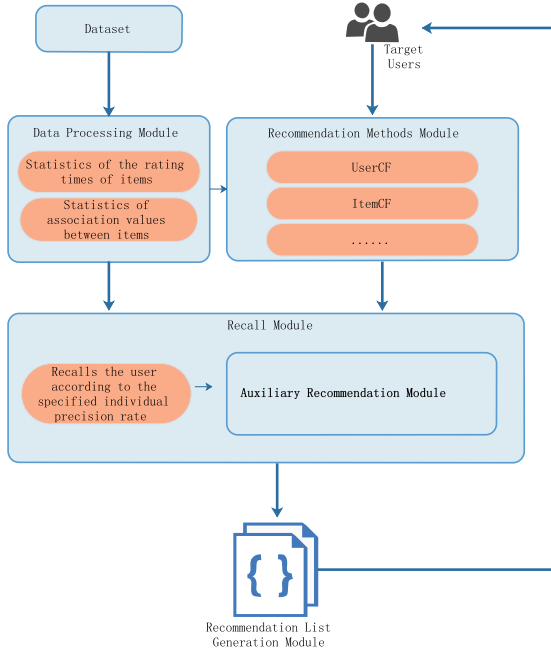 Dataset
Target
Users
Data Processing Module
Statistics of the rating
times of items
Statistics of
association values
between items
Recommendation Methods Module
UserCF
ItemCF
......
Recall Module
Recalls the user
according to the
specified individual
precision rate
Auxiliary Recommendation Module
{ }
Recommendation List
Generation Module